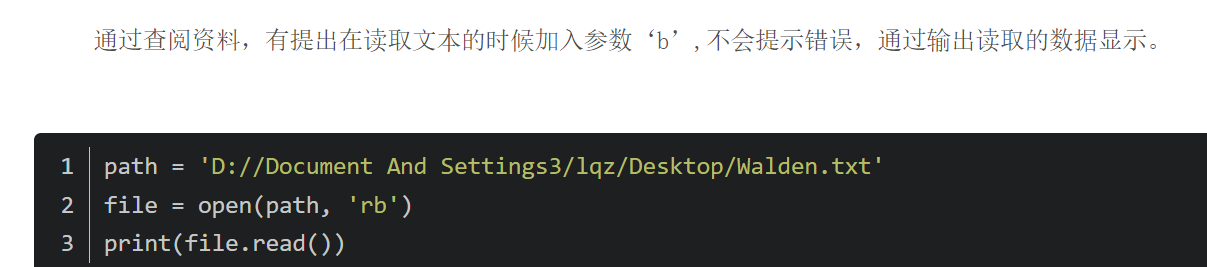 通过查阅资料，有提出在读取文本的时候加入参数‘b’,不会提示错误，通过输出读取的数据显示。
1 path = 'D://Document And Settings3/lqz/Desktop/Walden.txt'
2 file = open(path, 'rb')
3 print(file.read())